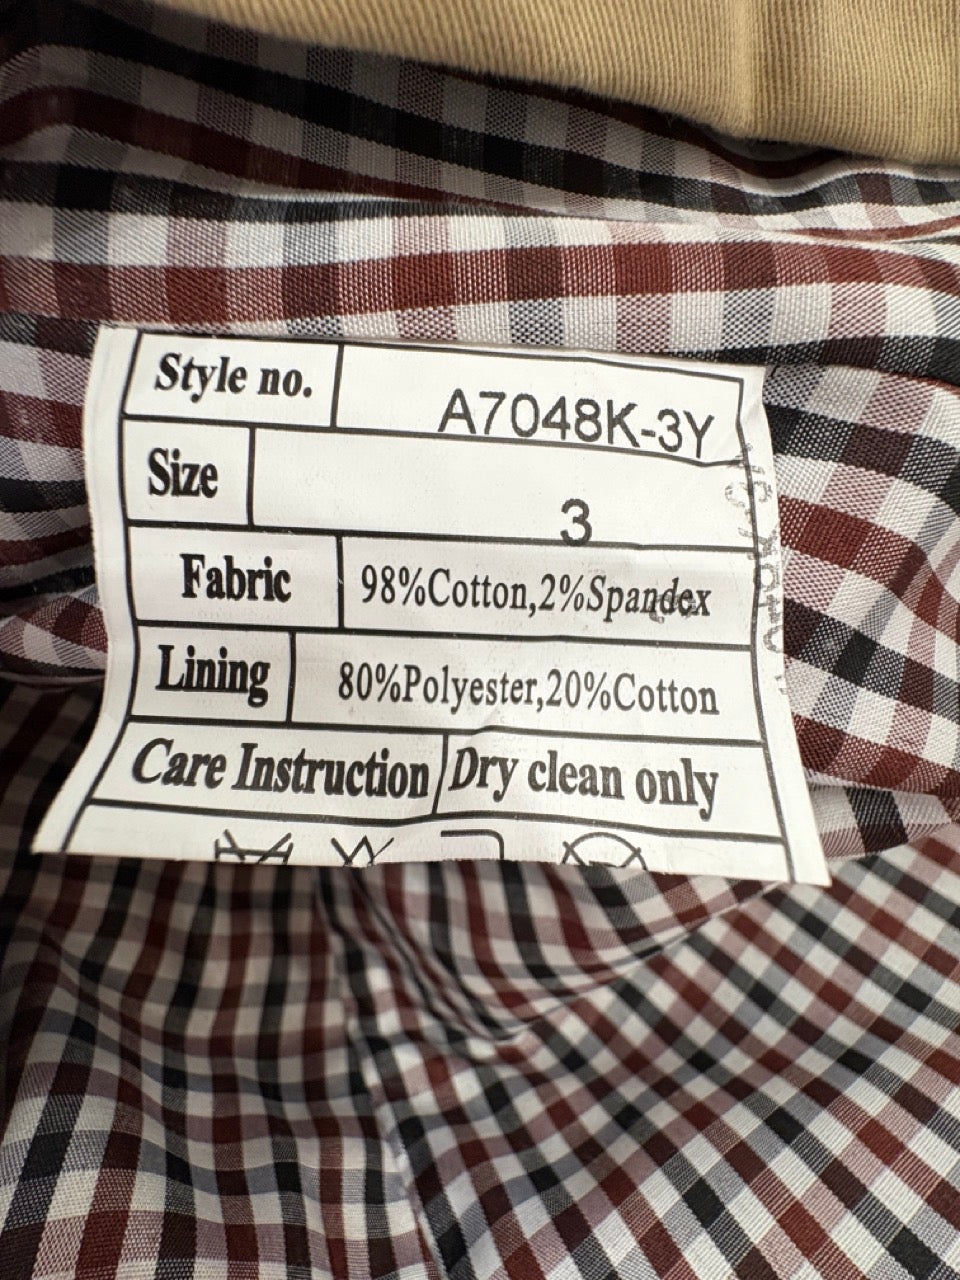 Style no. A7048K-3Y
Size 3
Fabric 98%Cotton,2%Spandex
Lining 80%Polyester,20%Cotton
Care Instruction Dry clean only